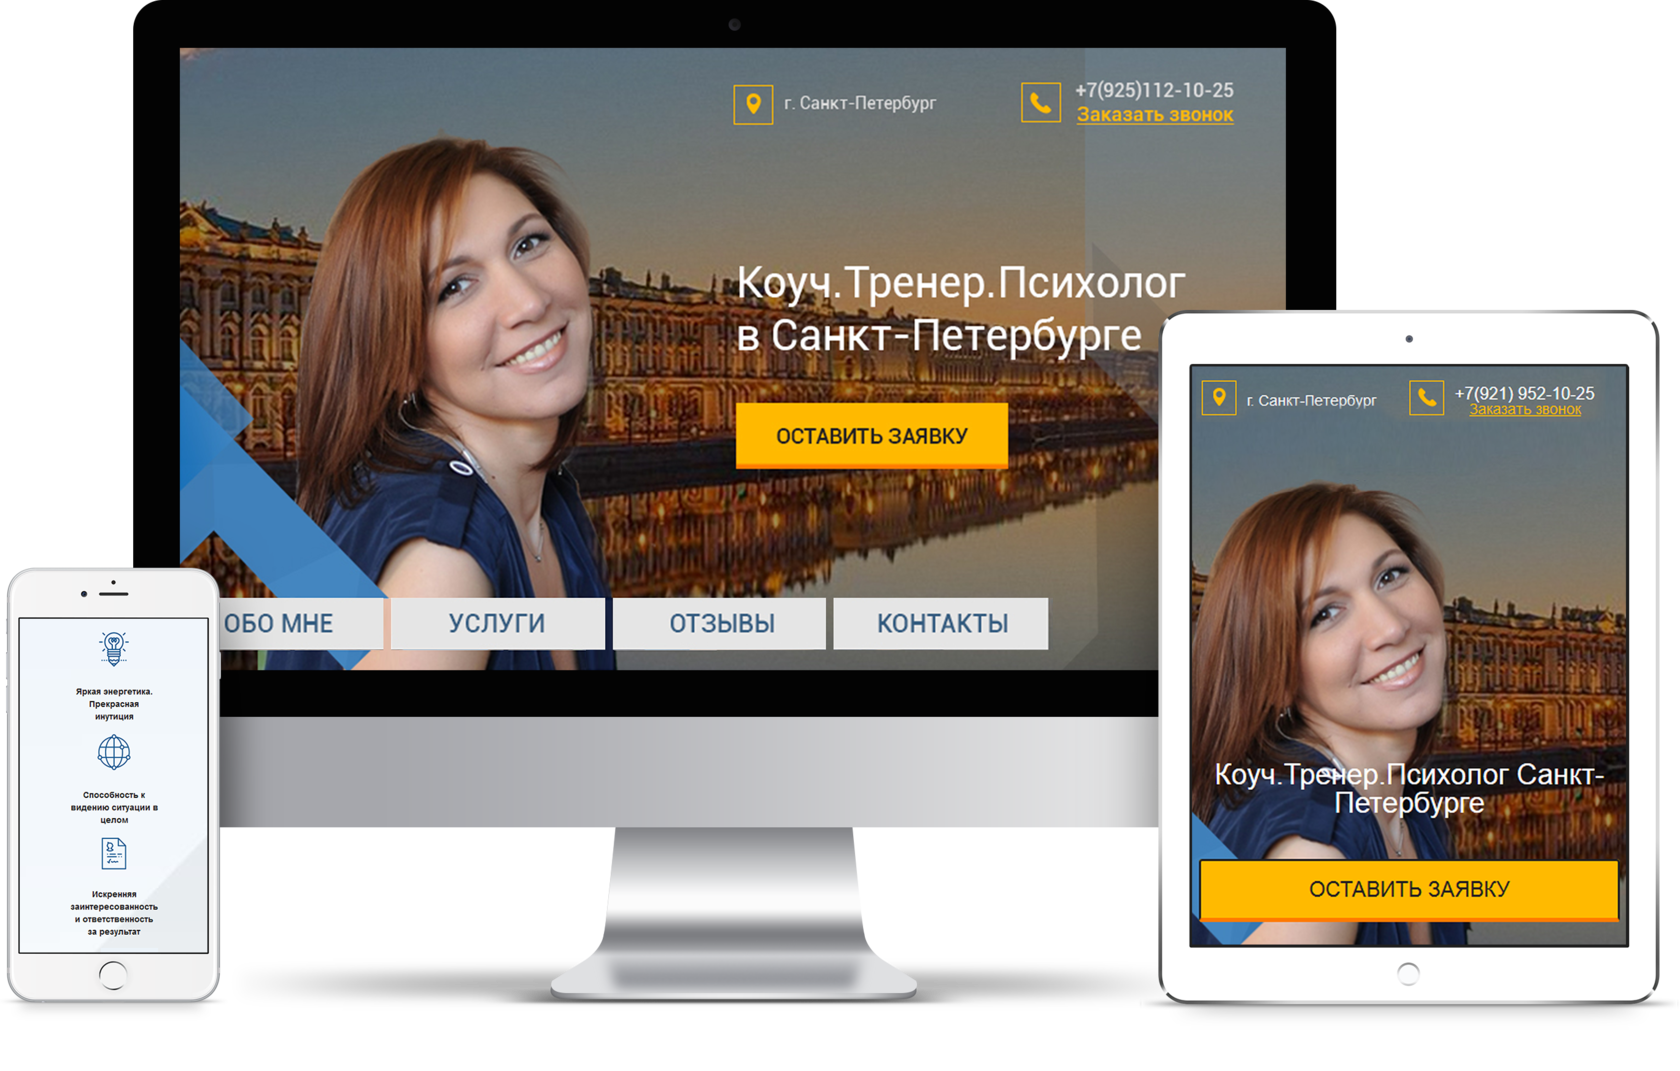 г. Санкт-Петербург
+7(925)112-10-25
Заказать звонок
Коуч.Тренер.Психолог
в Санкт-Петербурге
ОСТАВИТЬ ЗАЯВКУ
ОБО МНЕ
УСЛУГИ
ОТЗЫВЫ
КОНТАКТЫ
Яркая энергетика.
Прекрасная
инутиция
Способность к
видению ситуации в
целом
Искренняя
заинтересованность
и ответственность
за результат
г. Санкт-Петербург
+7(921) 952-10-25
Заказать звонок
Коуч.Тренер.Психолог Санкт-
Петербурге
ОСТАВИТЬ ЗАЯВКУ